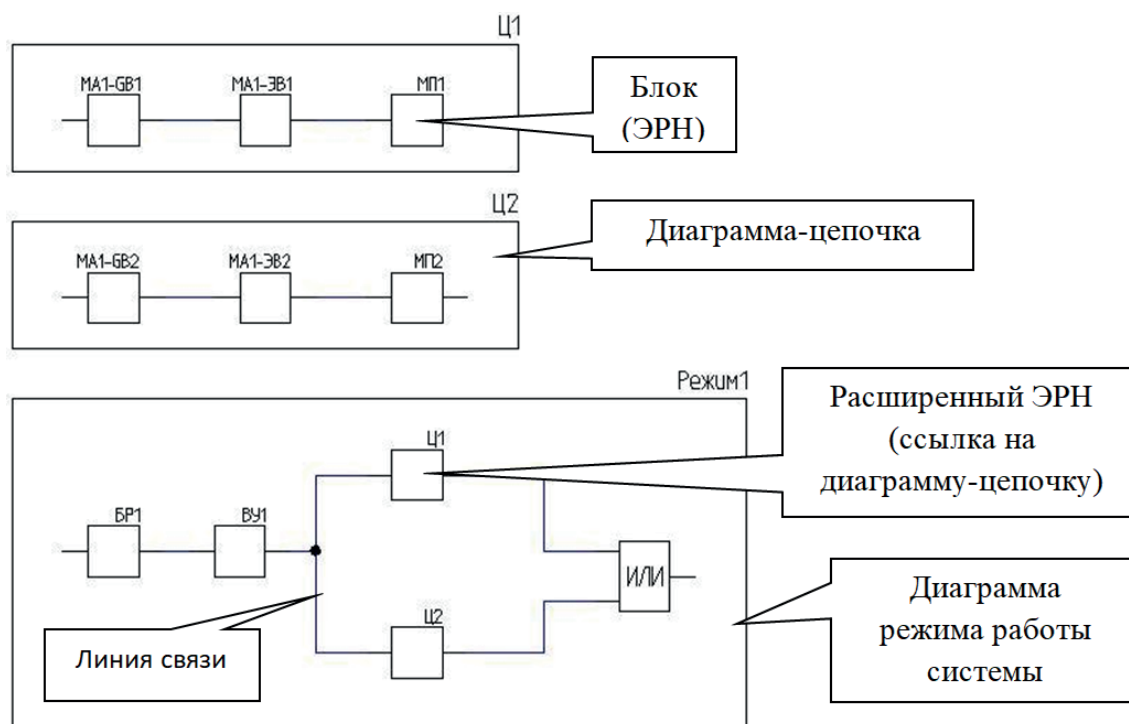 Ц1
МА1-GB1
МА1-ЭВ1
МП1
Блок
(ЭРН)
Ц2
МА1-GB2
МА1-ЭВ2
МП2
Диаграмма-цепочка
Режим1
Расширенный ЭРН
(ссылка на
диаграмму-цепочку)
Ц1
БР1
ВУ1
ИЛИ
Ц2
Линия связи
Диаграмма
режима работы
системы